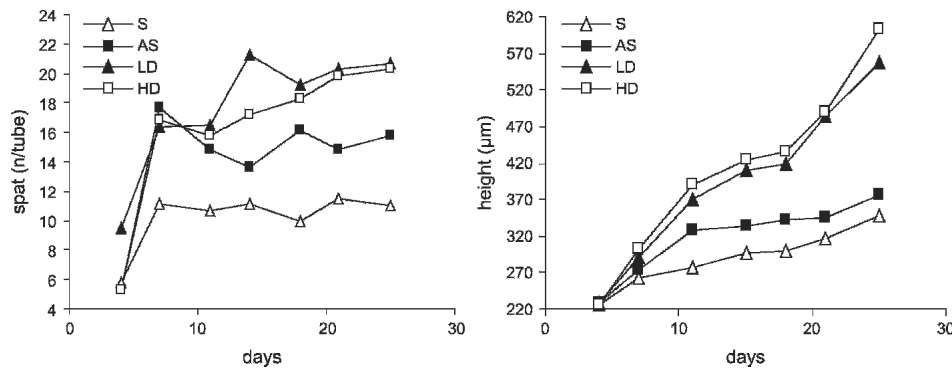 S
AS
LD
HD
24
22
20
18
16
14
12
10
8
6
4
spat (n/tube)
0 10 20 30
days
S
AS
LD
HD
620
570
520
470
420
370
320
270
220
height (µm)
0 10 20 30
days